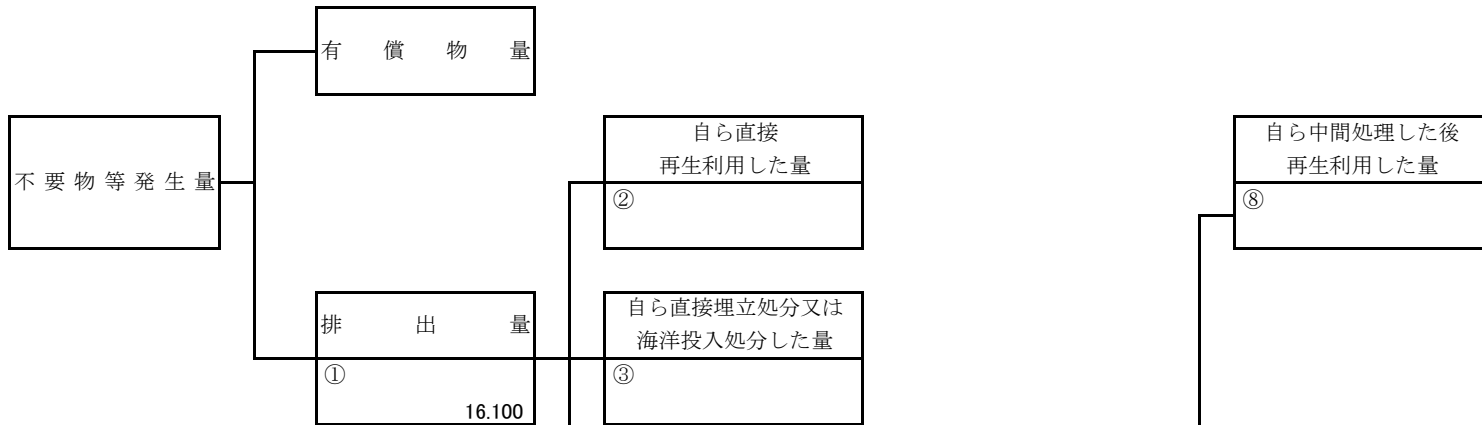 有償物量
不要物等発生量
自ら直接
再生利用した量
②
自ら中間処理した後
再生利用した量
⑧
排出量
①
16.100
自ら直接埋立処分又は
海洋投入処分した量
③